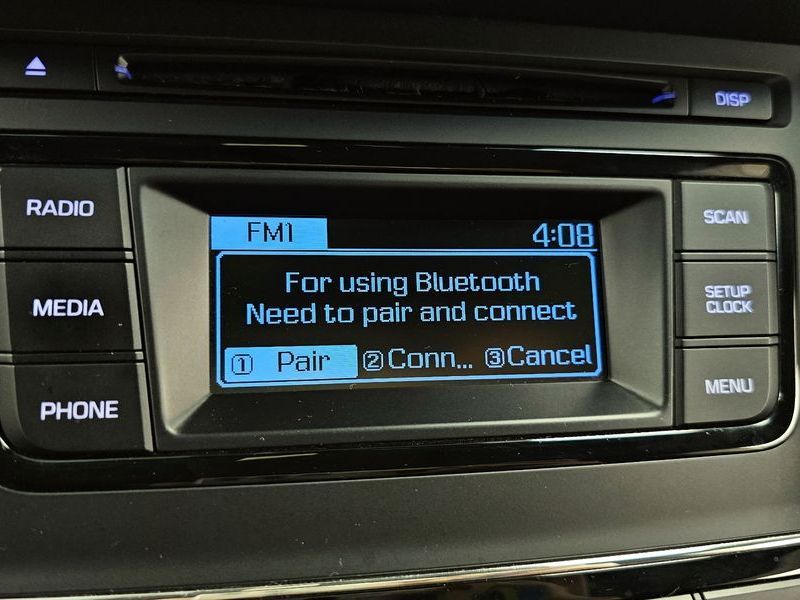 DISP
RADIO
MEDIA
PHONE
FM1 4:08
For using Bluetooth
Need to pair and connect
① Pair ②Conn... ③Cancel
SCAN
SETUP
CLOCK
MENU